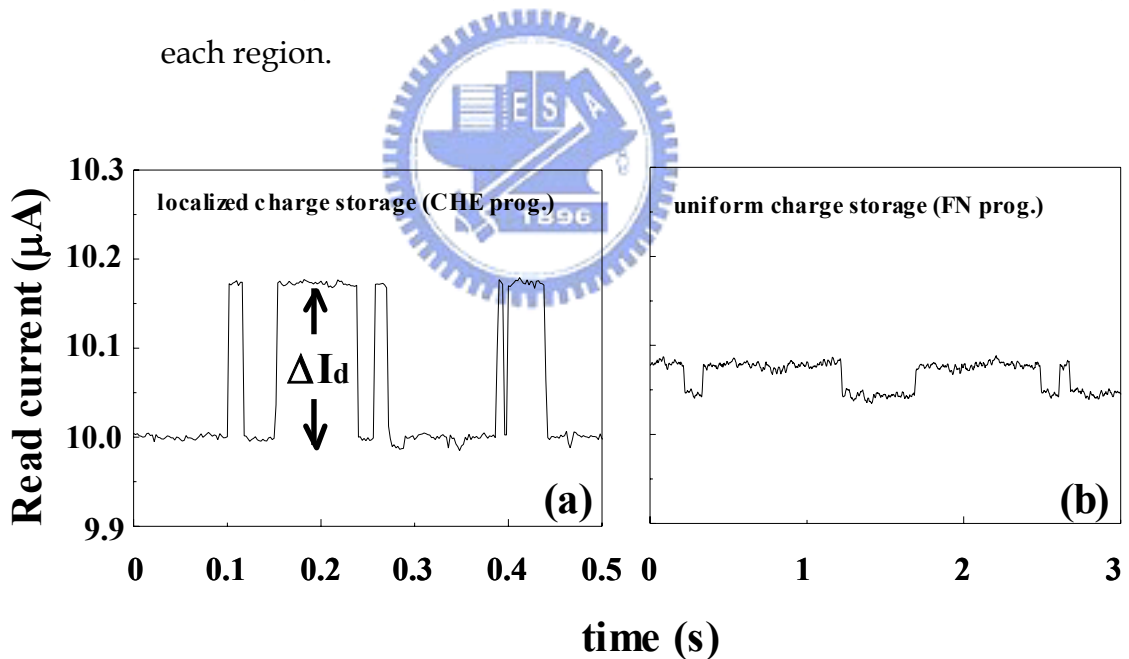 each region.
E S A
1896
10.3
10.2
10.1
10.0
9.9
Read current (µA)
localized charge storage (CHE prog.)
ΔId
(a)
0 0.1 0.2 0.3 0.4 0.5
uniform charge storage (FN prog.)
(b)
0 1 2 3
time (s)